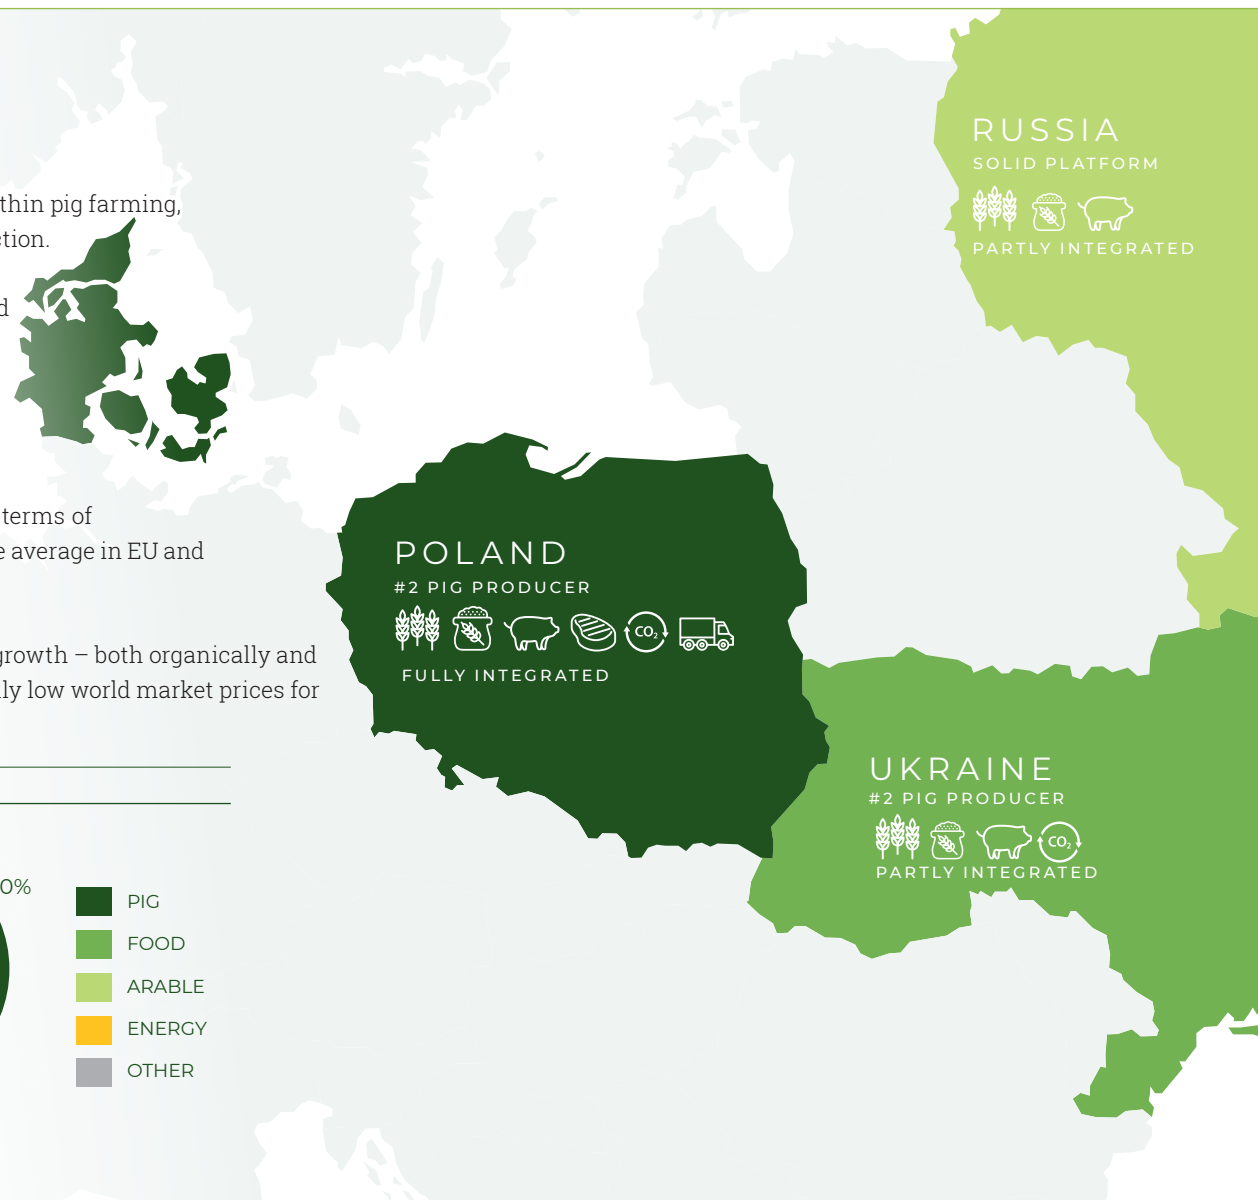 thin pig farming,
ction.
d
terms of
e average in EU and
growth – both organically and
ly low world market prices for
0%
PIG
FOOD
ARABLE
ENERGY
OTHER
RUSSIA
SOLID PLATFORM
PARTLY INTEGRATED
POLAND
#2 PIG PRODUCER
CO₂
FULLY INTEGRATED
UKRAINE
#2 PIG PRODUCER
CO₂
PARTLY INTEGRATED